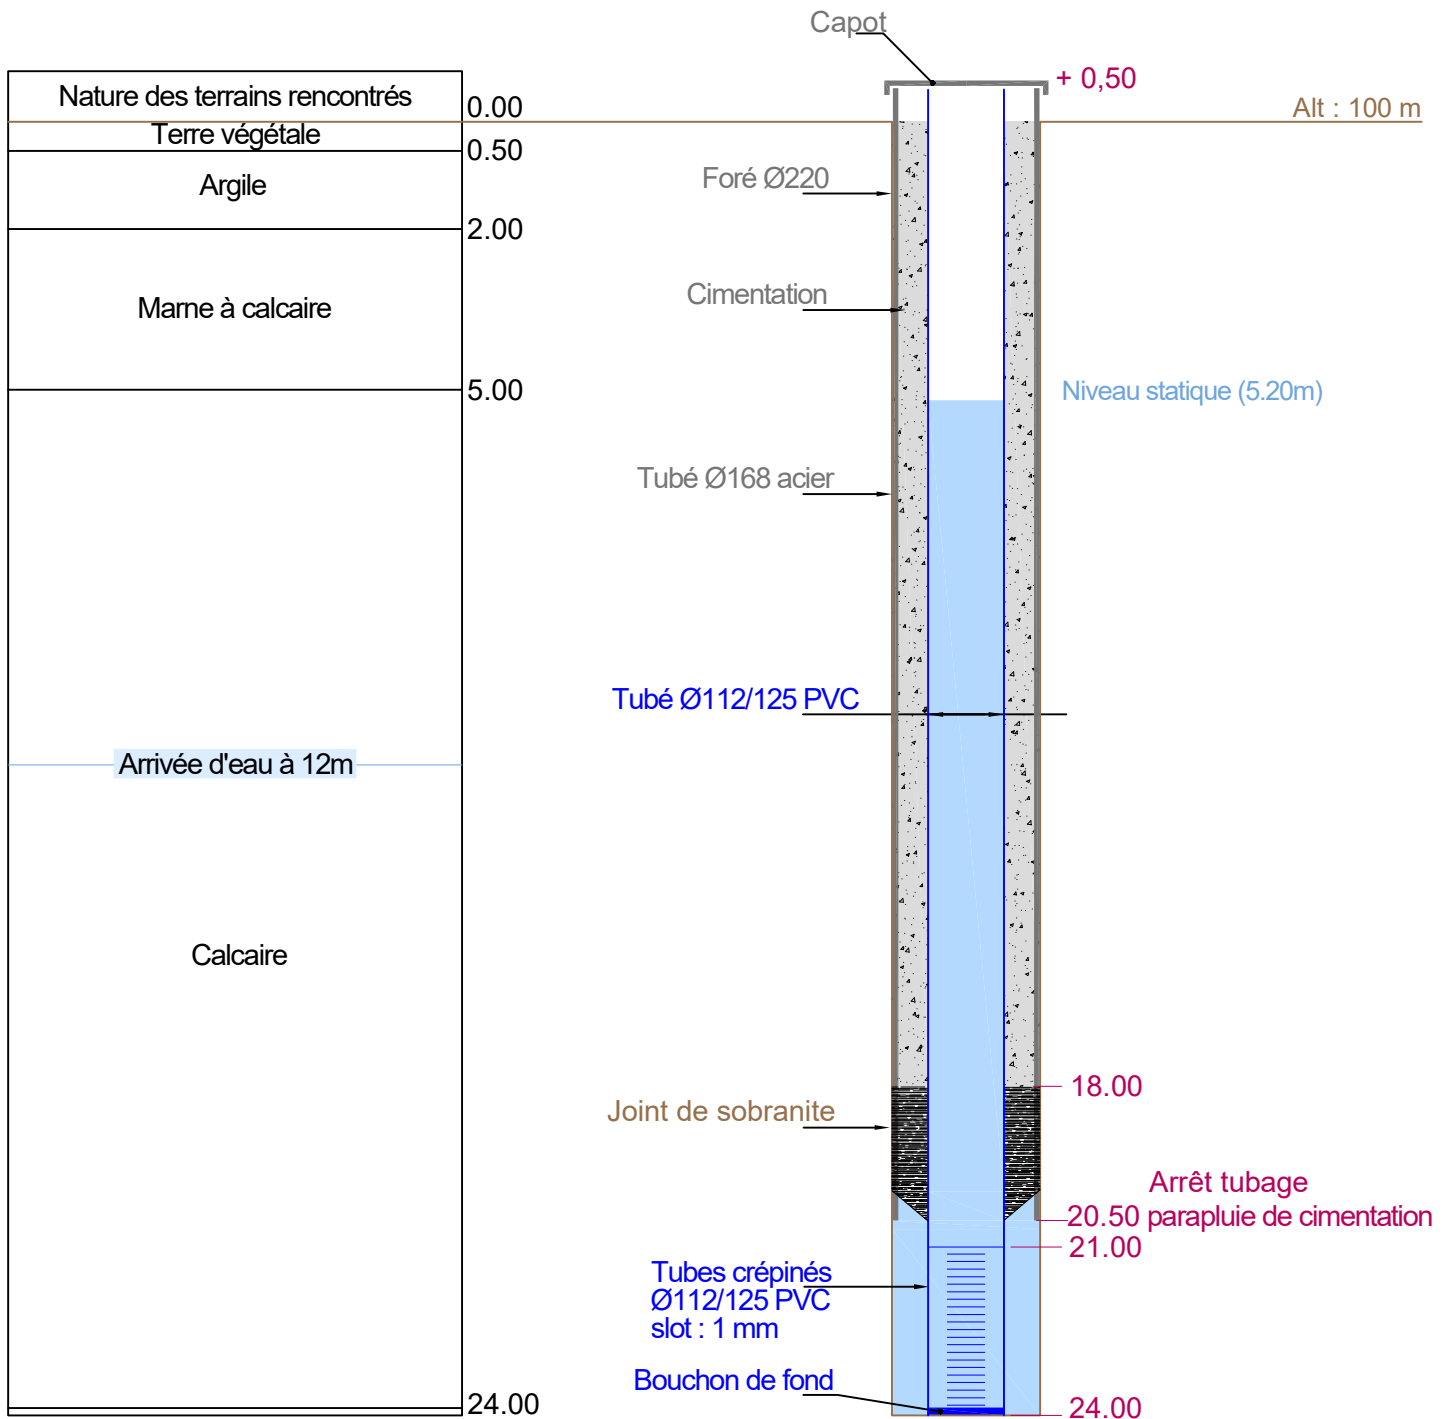 Capot
+ 0,50
Nature des terrains rencontrés
0.00
Alt : 100 m
Terre végétale
0.50
Argile
Foré Ø220
2.00
Cimentation
Marne à calcaire
5.00
Niveau statique (5.20m)
Tubé Ø168 acier
Tubé Ø112/125 PVC
Arrivée d'eau à 12m
Calcaire
18.00
Joint de sobranite
Arrêt tubage
20.50 parapluie de cimentation
21.00
Tubes crépinés
Ø112/125 PVC
slot : 1 mm
Bouchon de fond
24.00
24.00